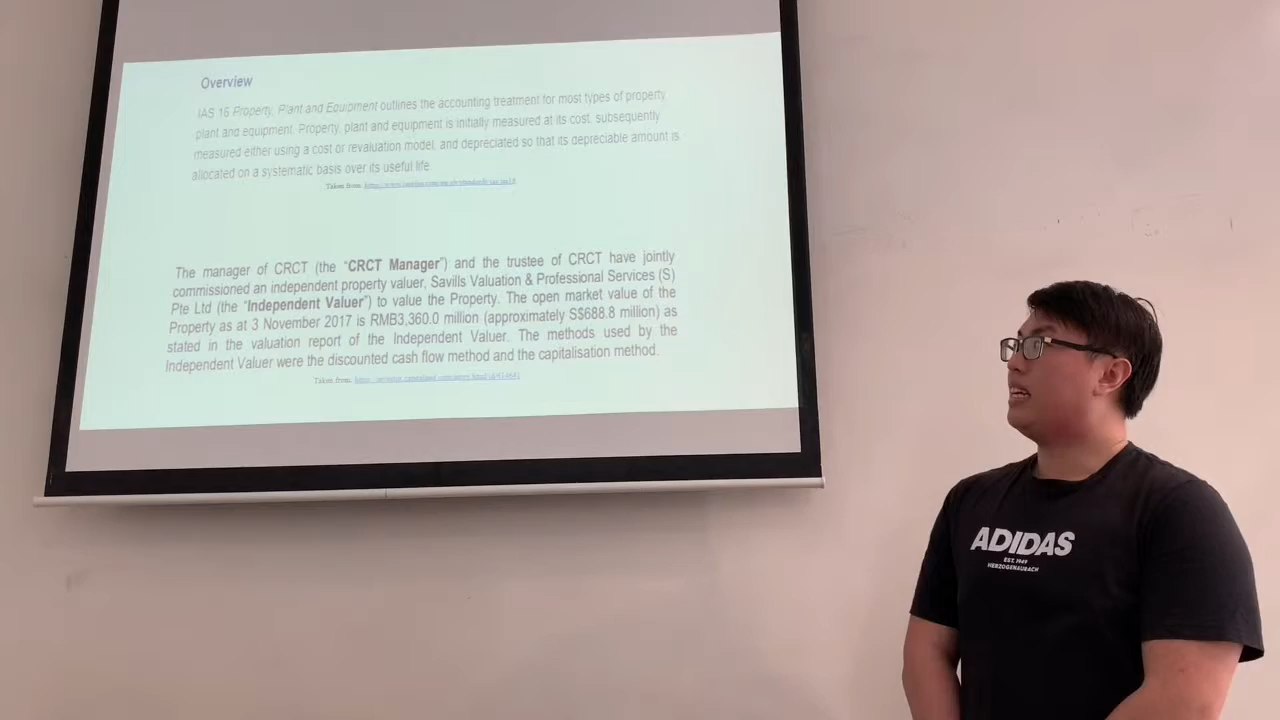 Overview
IAS 16 Property, Plant and Equipment outlines the accounting treatment for most types of property,
plant and equipment. Property, plant and equipment is initially measured at its cost, subsequently
measured either using a cost or revaluation model, and depreciated so that its depreciable amount is
allocated on a systematic basis over its useful life
Taken from:
The manager of CRCT (the “CRCT Manager”) and the trustee of CRCT have jointly
commissioned an independent property valuer, Savills Valuation & Professional Services (S)
Pte Ltd (the “Independent Valuer”) to value the Property. The open market value of the
Property as at 3 November 2017 is RMB3,360.0 million (approximately S$688.8 million) as
stated in the valuation report of the Independent Valuer. The methods used by the
Independent Valuer were the discounted cash flow method and the capitalisation method.
Taken from:
ADIDAS
EST. 1949
HERZOGENAURACH